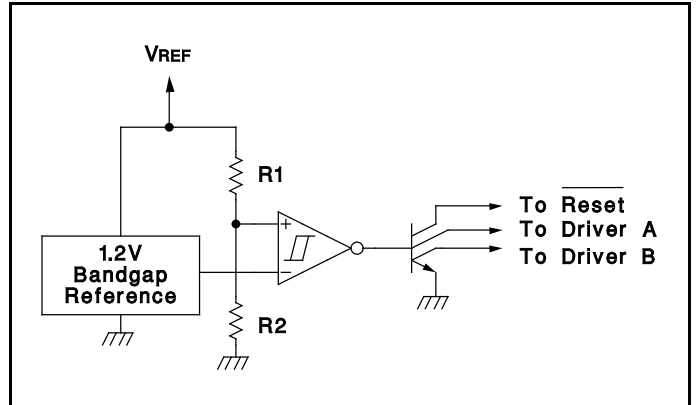 VREF
R1
To Reset
To Driver A
To Driver B
+
1.2V
Bandgap
Reference
−
R2